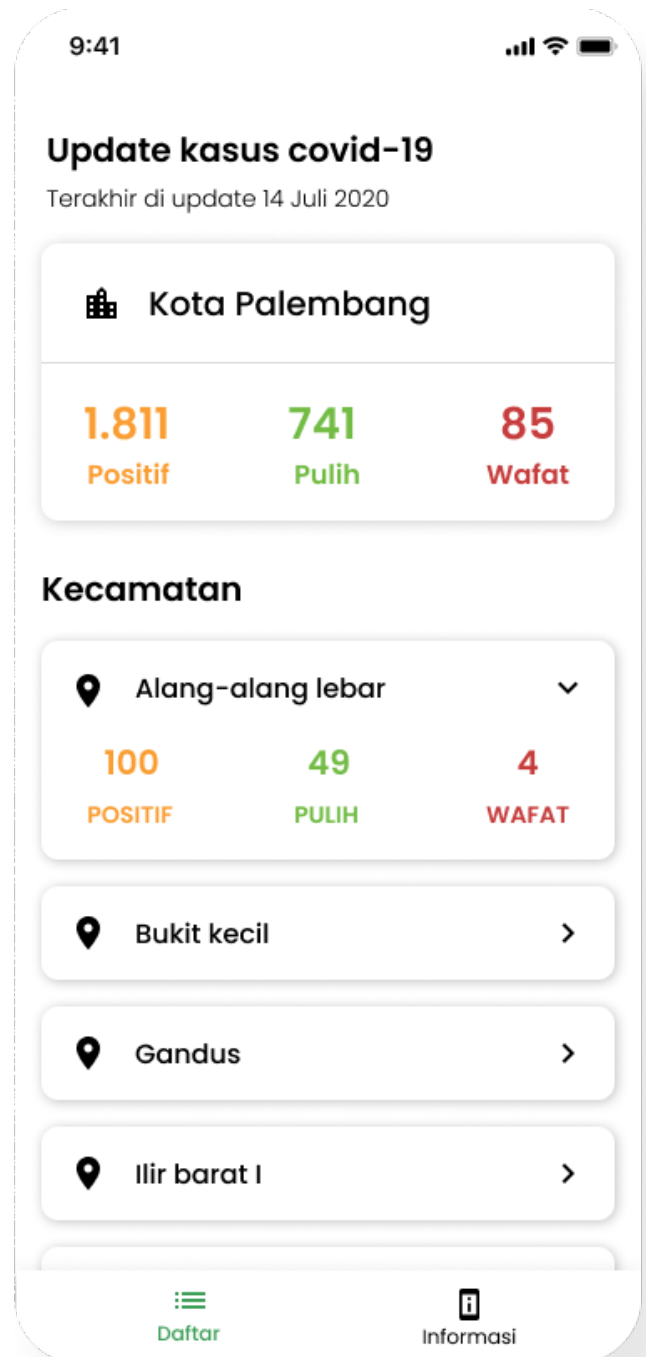 9:41
Update kasus covid-19
Terakhir di update 14 Juli 2020
Kota Palembang
1.811 741 85
Positif Pulih Wafat
Kecamatan
Alang-alang lebar
100 49 4
POSITIF PULIH WAFAT
Bukit kecil
Gandus
Ilir barat I
Daftar Informasi